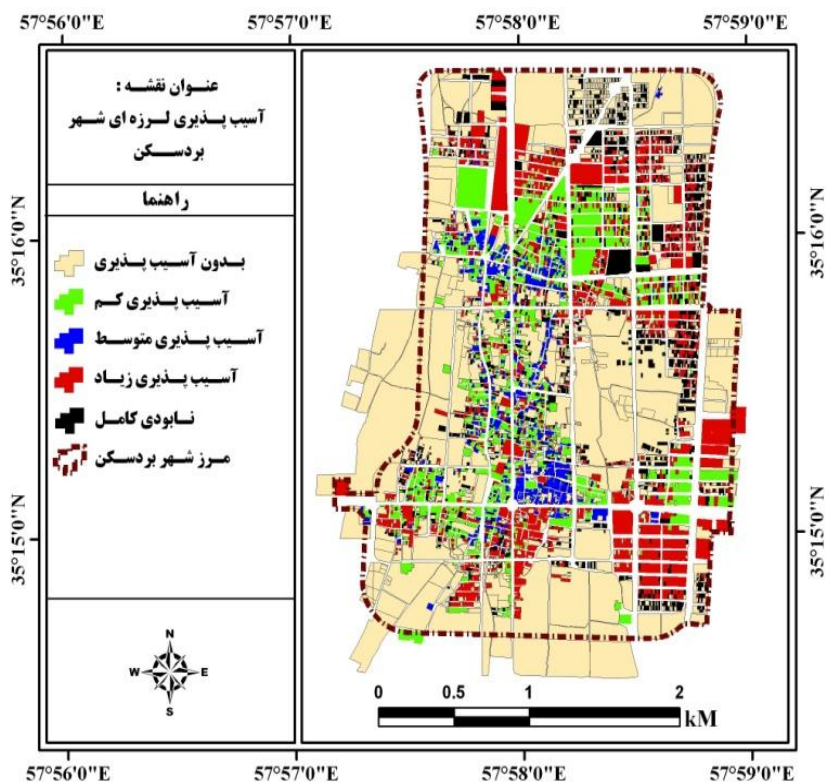 57°56'0"E 57°57'0"E 57°58'0"E 57°59'0"E
عنوان نقشه :
آسیب پذیری لرزه ای شهر
بردسکن
راهنما
بدون آسیب پذیری
آسیب پذیری کم
آسیب پذیری متوسط
آسیب پذیری زیاد
نابودی کامل
مرز شهر بردسکن
35°16'0"N
35°15'0"N
35°16'0"N
35°15'0"N
N
W E
S
0 0.5 1 2
kM
57°56'0"E 57°57'0"E 57°58'0"E 57°59'0"E